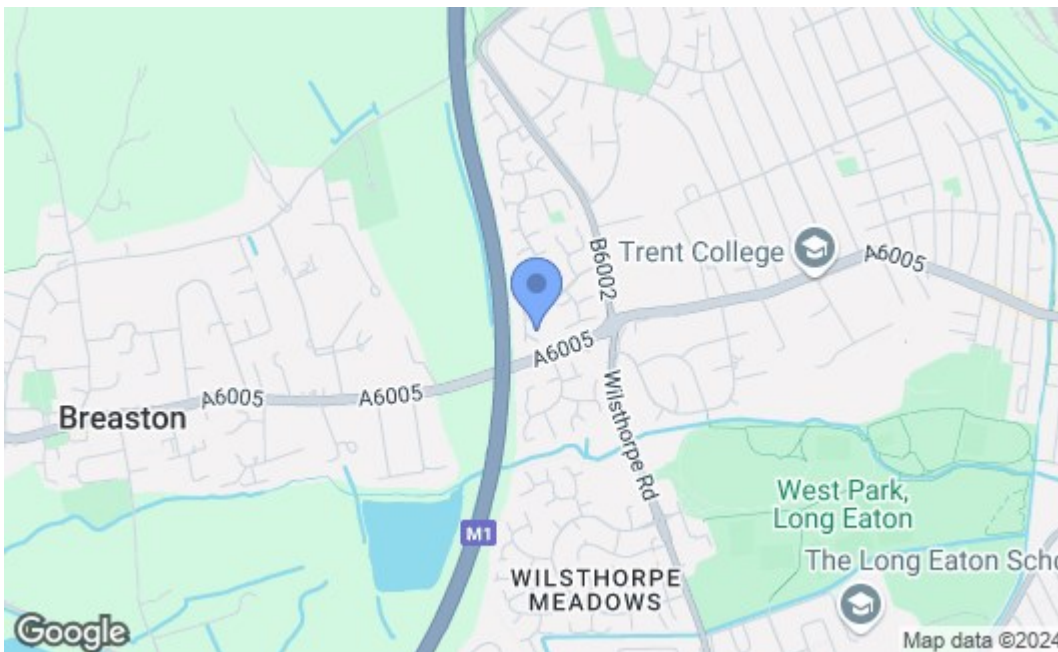 B6002
Trent College
A6005
A6005
A6005
A6005
Breaston
Wilsthorpe Rd
West Park,
Long Eaton
M1
The Long Eaton Scho
WILSTHORPE
MEADOWS
Google
Map data ©2024